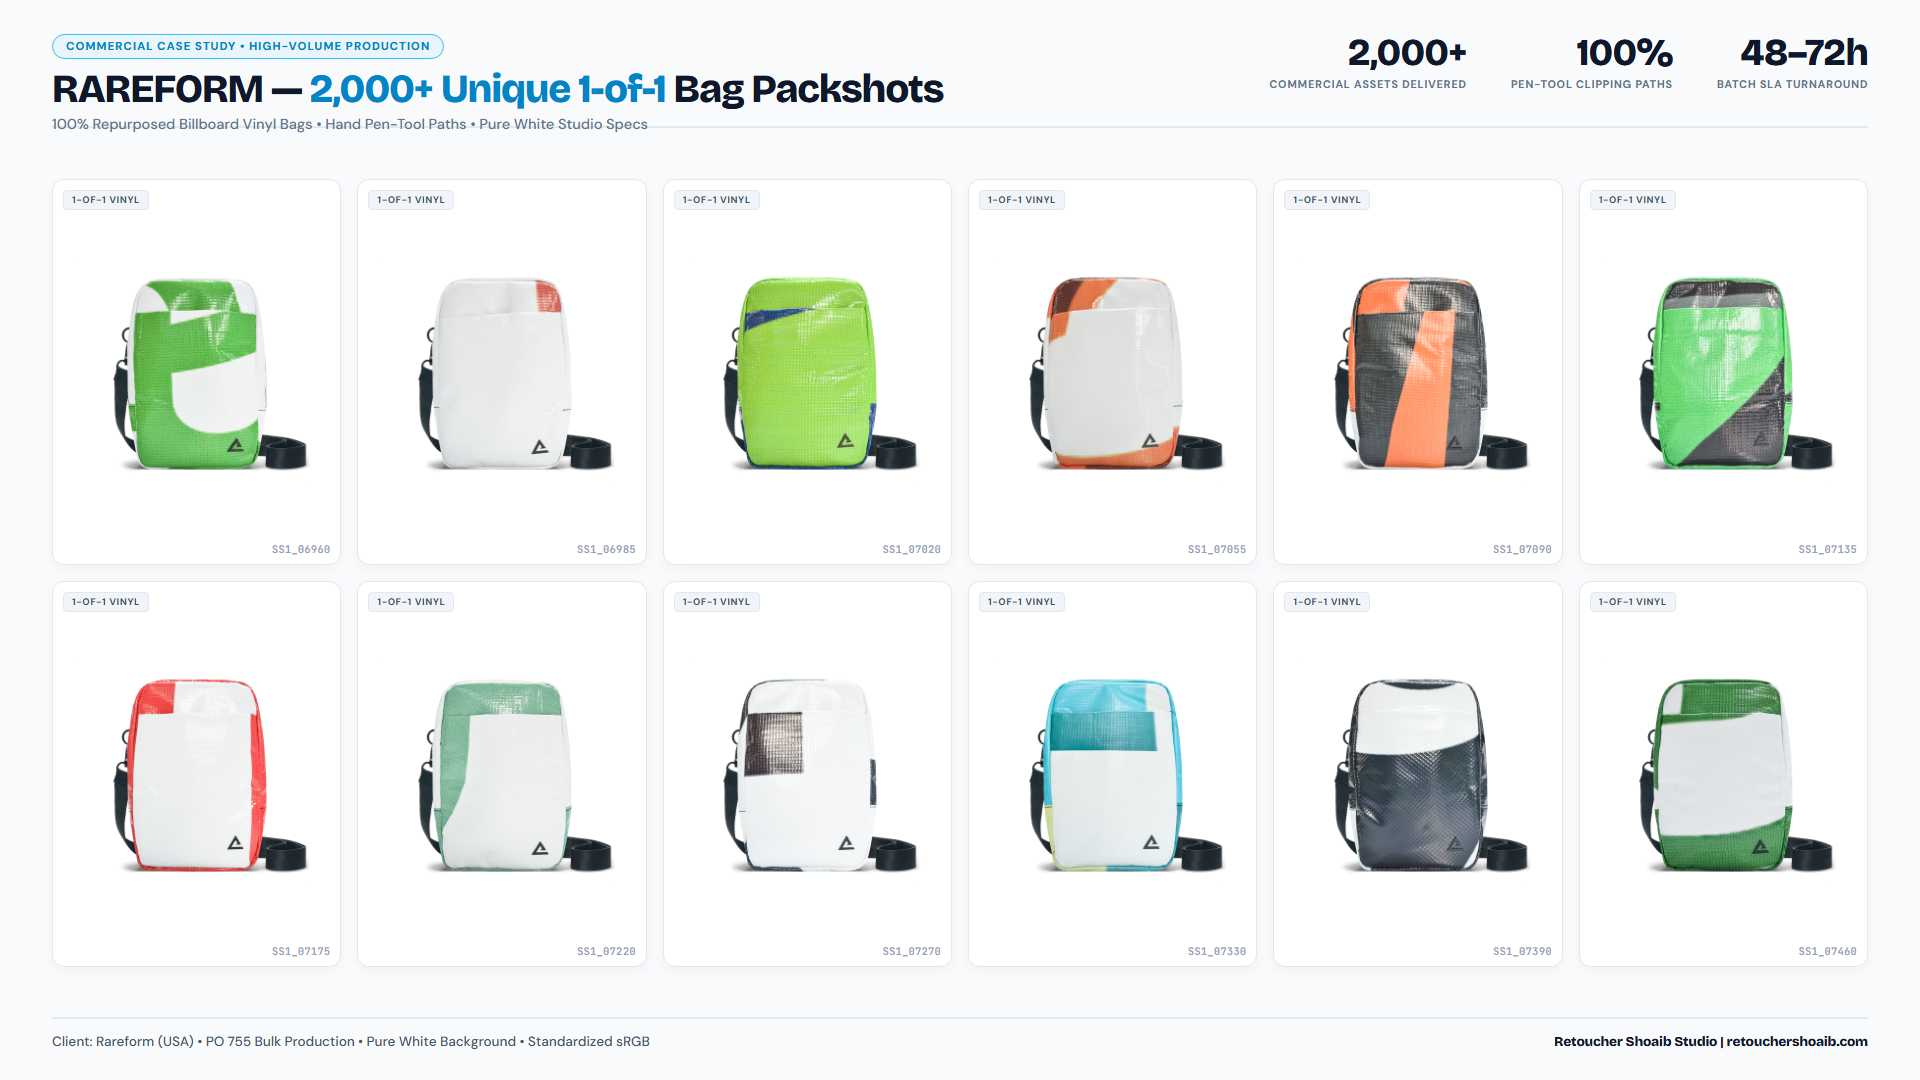 COMMERCIAL CASE STUDY • HIGH-VOLUME PRODUCTION
RAREFORM — 2,000+ Unique 1-of-1 Bag Packshots
100% Repurposed Billboard Vinyl Bags • Hand Pen-Tool Paths • Pure White Studio Specs
2,000+
COMMERCIAL ASSETS DELIVERED
100%
PEN-TOOL CLIPPING PATHS
48–72h
BATCH SLA TURNAROUND
1-OF-1 VINYL
SS1_06960
1-OF-1 VINYL
SS1_06985
1-OF-1 VINYL
SS1_07020
1-OF-1 VINYL
SS1_07055
1-OF-1 VINYL
SS1_07090
1-OF-1 VINYL
SS1_07135
1-OF-1 VINYL
SS1_07175
1-OF-1 VINYL
SS1_07220
1-OF-1 VINYL
SS1_07270
1-OF-1 VINYL
SS1_07330
1-OF-1 VINYL
SS1_07390
1-OF-1 VINYL
SS1_07460
Client: Rareform (USA) • PO 755 Bulk Production • Pure White Background • Standardized sRGB
Retoucher Shoaib Studio | retouchershoaib.com